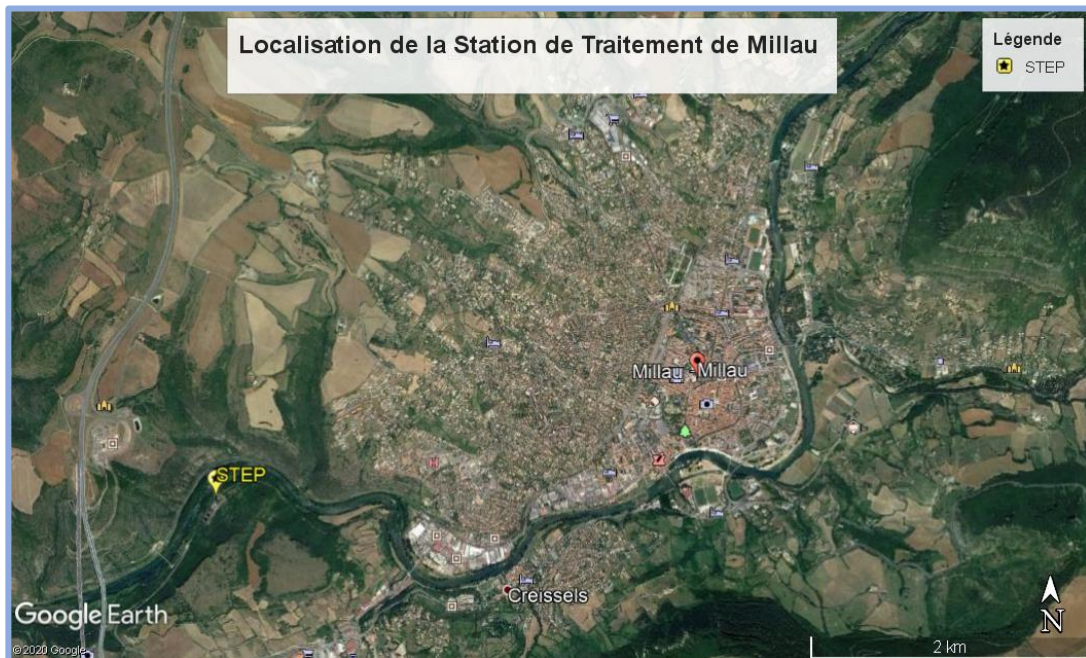 Localisation de la Station de Traitement de Millau
Légende
STEP
Millau - Millau
STEP
Creissels
Google Earth
N
©2020 Google
2 km